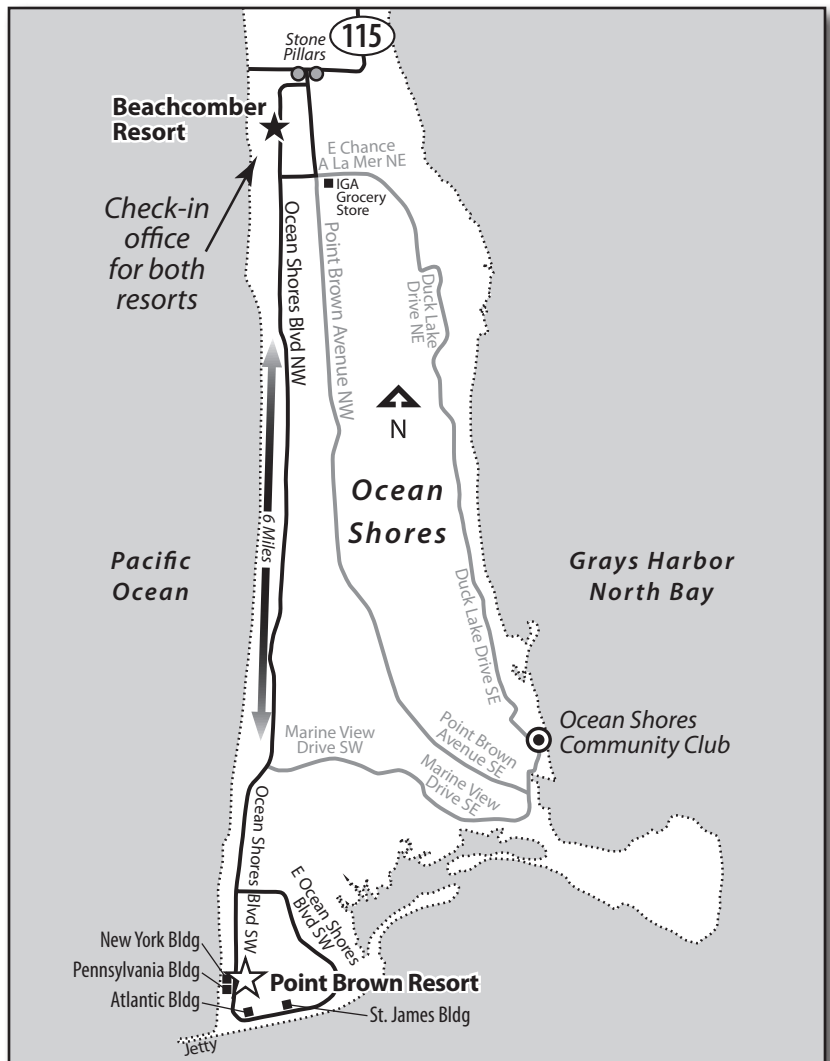 Stone
Pillars
115
Beachcomber
Resort
E Chance
A La Mer NE
IGA
Grocery
Store
Check-in
office
for both
resorts
Ocean Shores Blvd NW
Point Brown Avenue NW
Duck Lake
Drive NE
N
Ocean
Shores
6 Miles
Pacific
Ocean
Grays Harbor
North Bay
Duck Lake Drive SE
Ocean Shores
Community Club
Marine View
Drive SW
Point Brown
Avenue SE
Marine View
Drive SE
Ocean Shores Blvd SW
E Ocean Shores
Blvd SW
New York Bldg
Pennsylvania Bldg
Atlantic Bldg
Point Brown Resort
St. James Bldg
Jetty